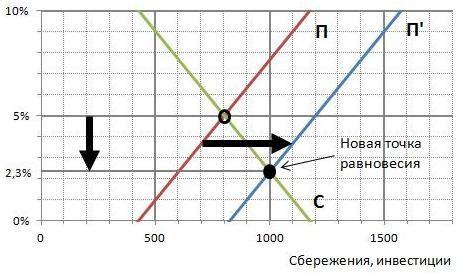 10%
П
П'
5%
Новая точка
равновесия
2,3%
С
0%
0
500
1000
1500
Сбережения, инвестиции